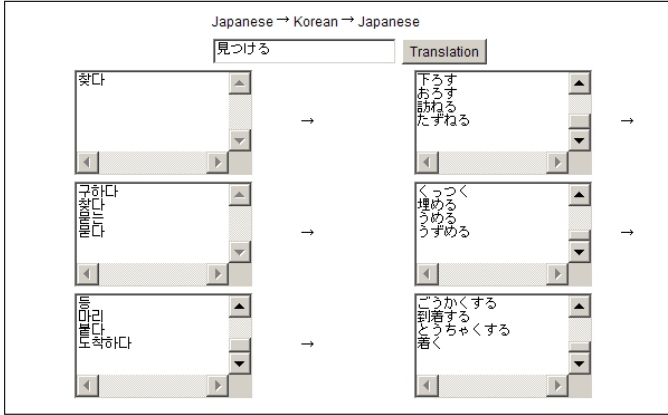 Japanese → Korean → Japanese
見つける Translation
찾다
→
下ろす
おろす
訪ねる
たずねる
→
구하다
찾다
묻는
묻다
→
くっつく
埋める
うめる
うずめる
→
등
마리
붙다
도착하다
→
ごうかくする
到着する
とうちゃくする
着く